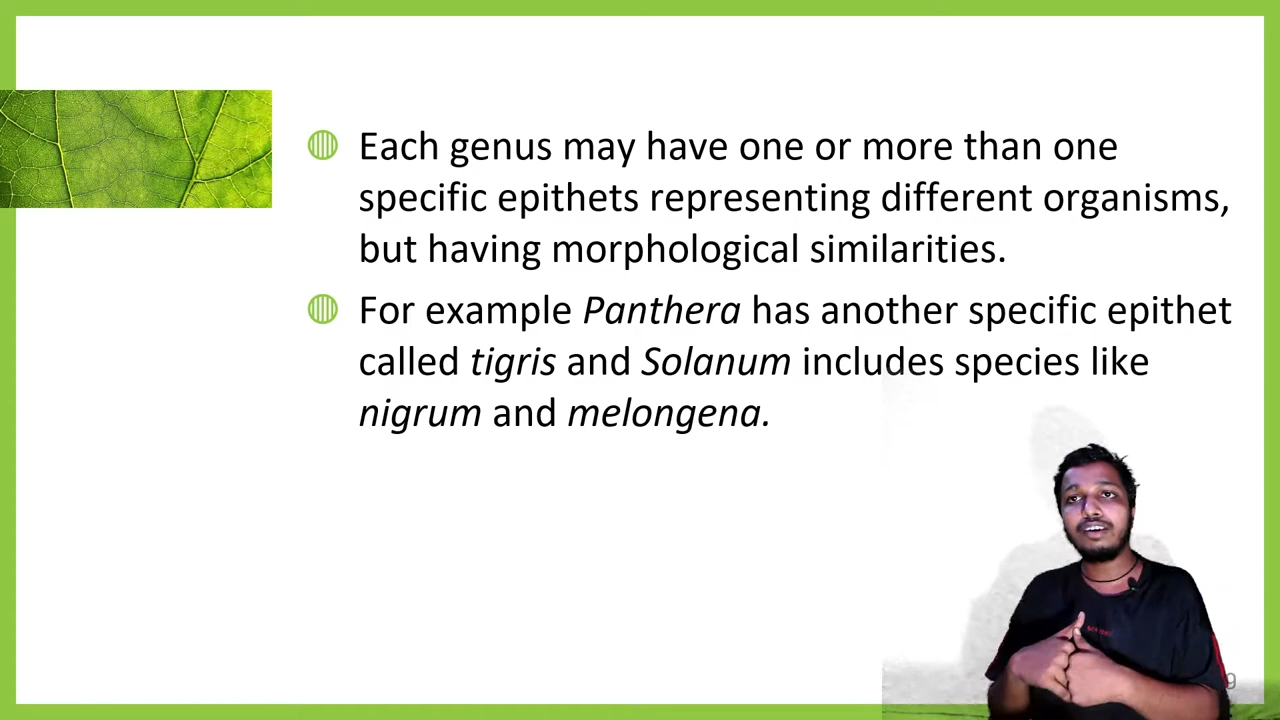 Each genus may have one or more than one
specific epithets representing different organisms,
but having morphological similarities.
For example Panthera has another specific epithet
called tigris and Solanum includes species like
nigrum and melongena.
9